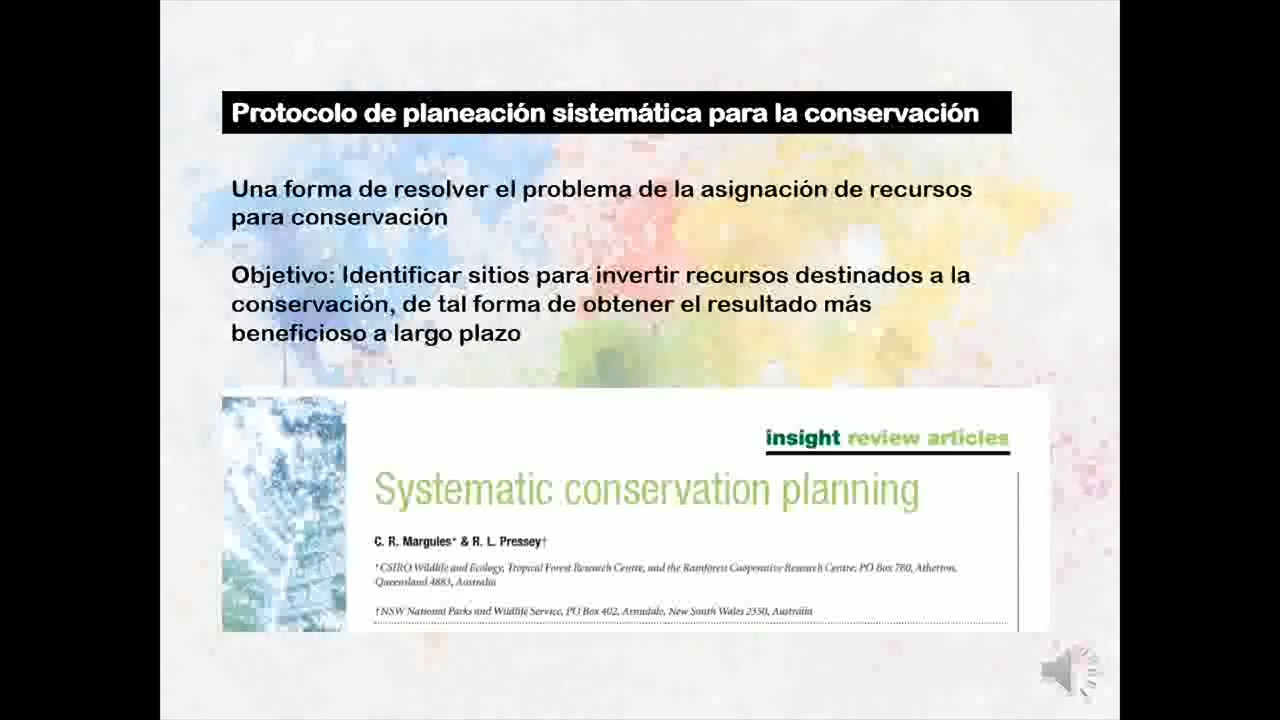 Protocolo de planeación sistemática para la conservación
Una forma de resolver el problema de la asignación de recursos
para conservación
Objetivo: Identificar sitios para invertir recursos destinados a la
conservación, de tal forma de obtener el resultado más
beneficioso a largo plazo
insight review articles
Systematic conservation planning
C. R. Margules* & R. L. Pressey†
*CSIRO Wildlife and Ecology, Tropical Forest Research Centre, and the Rainforest Cooperative Research Centre, PO Box 780, Atherton,
Queensland 4883, Australia
†NSW National Parks and Wildlife Service, PO Box 402, Armidale, New South Wales 2350, Australia